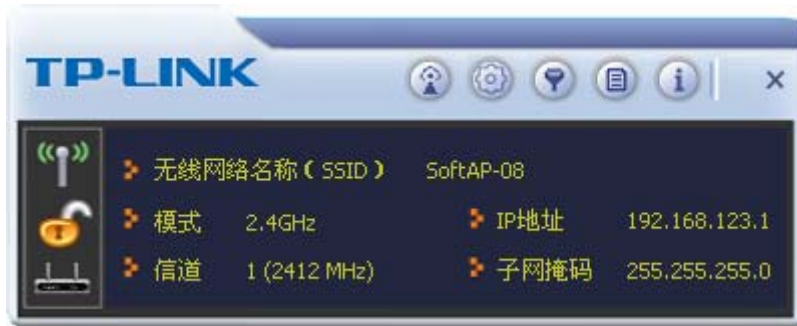 TP-LINK
无线网络名称(SSID) SoftAP-08
模式 2.4GHz IP地址 192.168.123.1
信道 1 (2412 MHz) 子网掩码 255.255.255.0